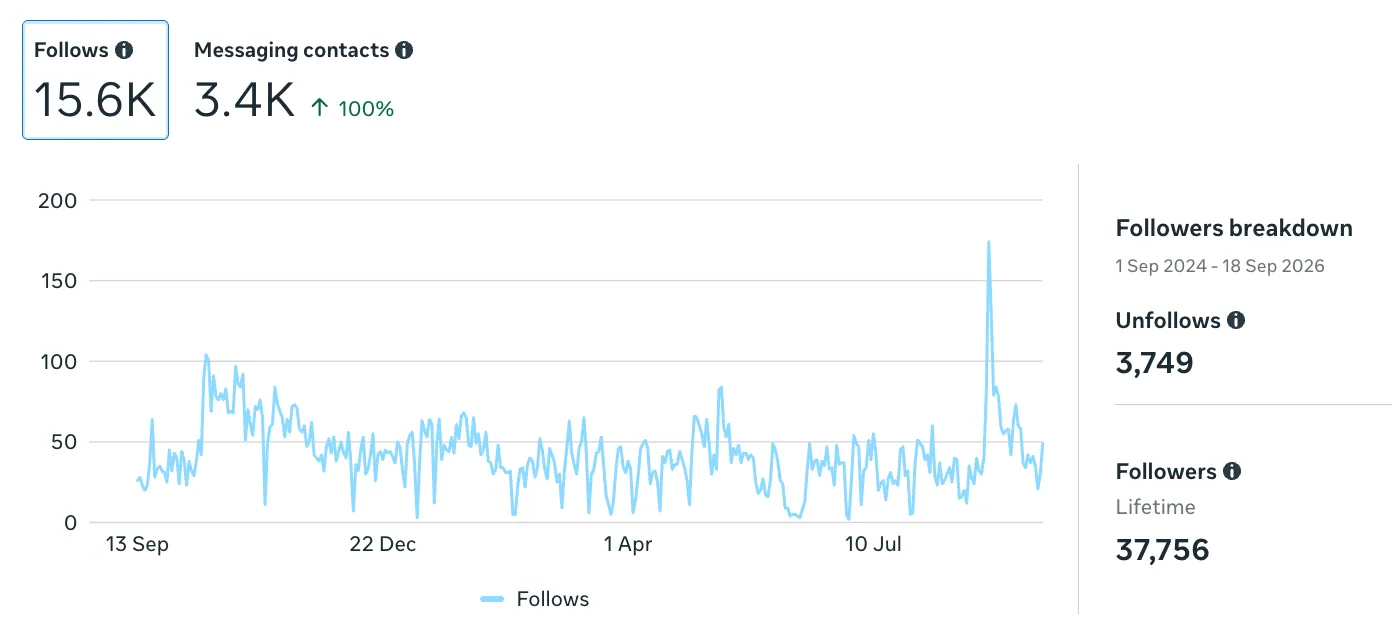 Follows
15.6K
Messaging contacts
3.4K ↑ 100%
200
150
100
50
0
13 Sep 22 Dec 1 Apr 10 Jul
Follows
Followers breakdown
1 Sep 2024 - 18 Sep 2026
Unfollows
3,749
Followers
Lifetime
37,756